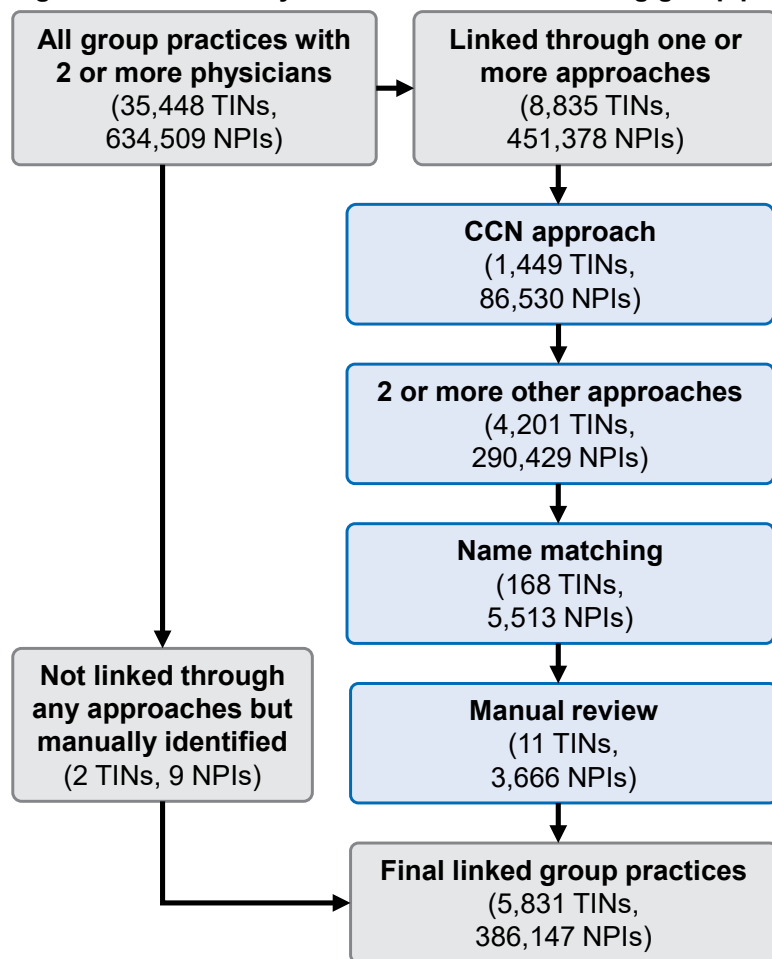 All group practices with
2 or more physicians
(35,448 TINs,
634,509 NPIs)
Linked through one or
more approaches
(8,835 TINs,
451,378 NPIs)
CCN approach
(1,449 TINs,
86,530 NPIs)
2 or more other approaches
(4,201 TINs,
290,429 NPIs)
Name matching
(168 TINs,
5,513 NPIs)
Not linked through
any approaches but
manually identified
(2 TINs, 9 NPIs)
Manual review
(11 TINs,
3,666 NPIs)
Final linked group practices
(5,831 TINs,
386,147 NPIs)